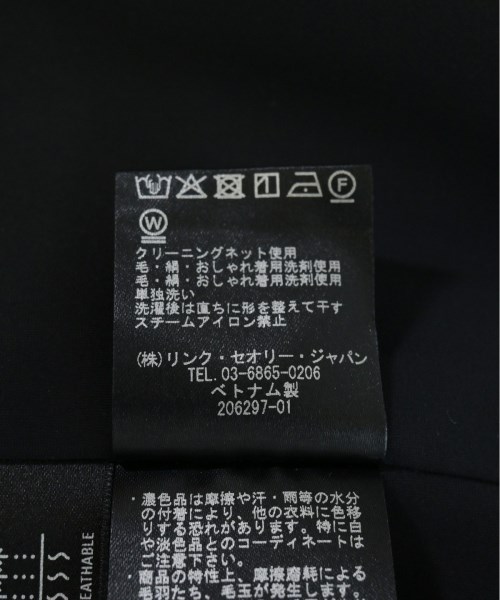 F
W
クリーニングネット使用
毛・絹・おしゃれ着用洗剤使用
毛・絹・おしゃれ着用洗剤使用
単独洗い
洗濯後は直ちに形を整えて干す
スチームアイロン禁止
(株)リンク・セオリー・ジャパン
TEL. 03-6865-0206
ベトナム製
206297-01
・濃色品は摩擦や汗・雨等の水分
の付着により、他の衣料に色移
りする恐れがあります。特に白
や淡色品とのコーディネートは
ご注意下さい。
・商品の特性上、摩擦磨耗による
毛羽たち、毛玉が発生します。
EATHABLE